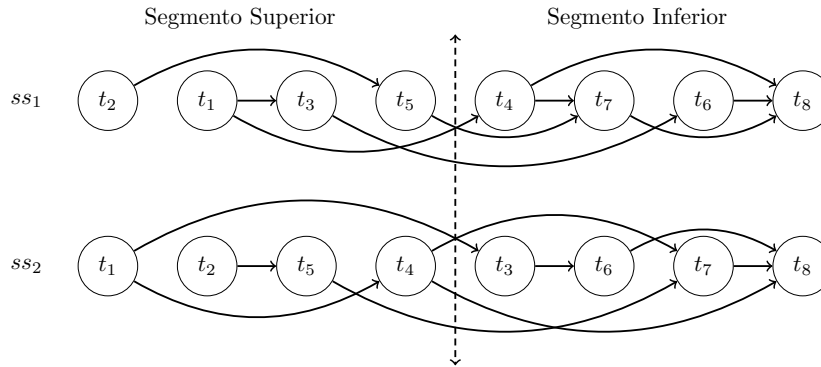 Segmento Superior Segmento Inferior
ss₁ t₂ t₁ t₃ t₅ t₄ t₇ t₆ t₈
ss₂ t₁ t₂ t₅ t₄ t₃ t₆ t₇ t₈